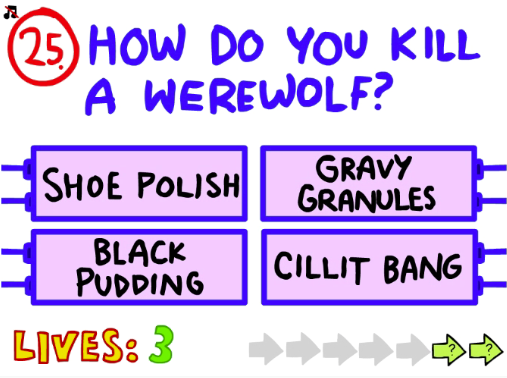 25. HOW DO YOU KILL
A WEREWOLF?
SHOE POLISH
GRAVY
GRANULES
BLACK
PUDDING
CILLIT BANG
LIVES: 3
? ?